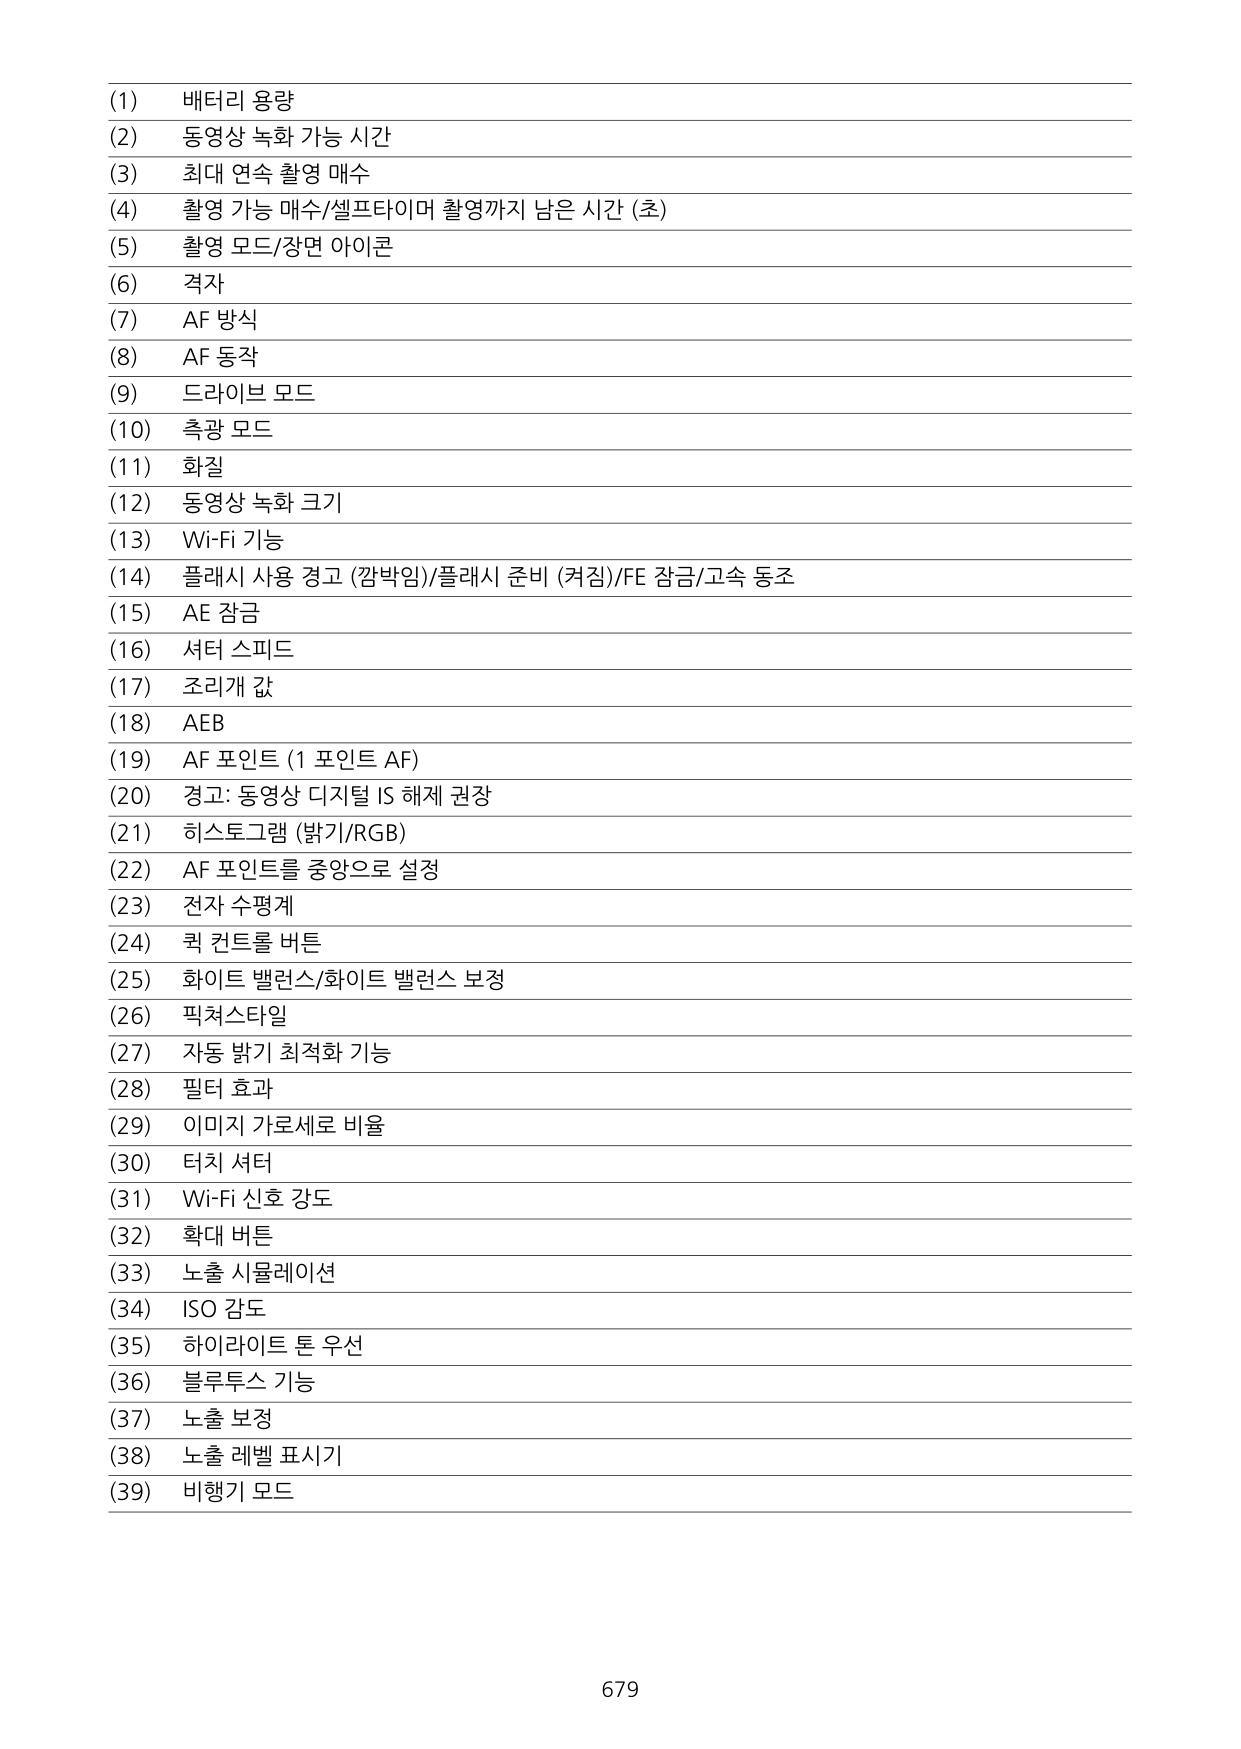 (1) 배터리 용량
(2) 동영상 녹화 가능 시간
(3) 최대 연속 촬영 매수
(4) 촬영 가능 매수/셀프타이머 촬영까지 남은 시간 (초)
(5) 촬영 모드/장면 아이콘
(6) 격자
(7) AF 방식
(8) AF 동작
(9) 드라이브 모드
(10) 측광 모드
(11) 화질
(12) 동영상 녹화 크기
(13) Wi-Fi 기능
(14) 플래시 사용 경고 (깜박임)/플래시 준비 (켜짐)/FE 잠금/고속 동조
(15) AE 잠금
(16) 셔터 스피드
(17) 조리개 값
(18) AEB
(19) AF 포인트 (1 포인트 AF)
(20) 경고: 동영상 디지털 IS 해제 권장
(21) 히스토그램 (밝기/RGB)
(22) AF 포인트를 중앙으로 설정
(23) 전자 수평계
(24) 퀵 컨트롤 버튼
(25) 화이트 밸런스/화이트 밸런스 보정
(26) 픽쳐스타일
(27) 자동 밝기 최적화 기능
(28) 필터 효과
(29) 이미지 가로세로 비율
(30) 터치 셔터
(31) Wi-Fi 신호 강도
(32) 확대 버튼
(33) 노출 시뮬레이션
(34) ISO 감도
(35) 하이라이트 톤 우선
(36) 블루투스 기능
(37) 노출 보정
(38) 노출 레벨 표시기
(39) 비행기 모드
679